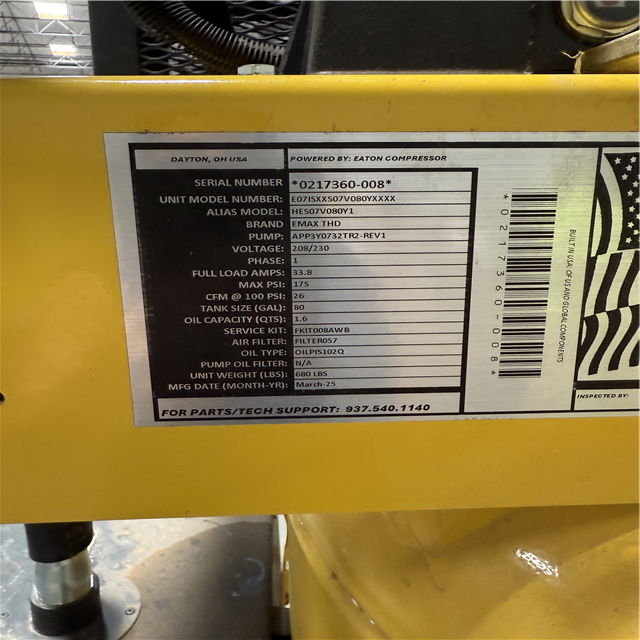 DAYTON, OH USA POWERED BY: EATON COMPRESSOR
SERIAL NUMBER *0217360-008*
UNIT MODEL NUMBER: E07ISXXS07V080YXXXX
ALIAS MODEL: HES07V080Y1
BRAND EMAX THD
PUMP: APP3Y0732TR2-REV1
VOLTAGE: 208/230
PHASE: 1
FULL LOAD AMPS: 33.8
MAX PSI: 175
CFM @ 100 PSI: 26
TANK SIZE (GAL) 80
OIL CAPACITY (QTS): 1.6
SERVICE KIT: FKIT008AWB
AIR FILTER: FILTER057
OIL TYPE: OILPIS102Q
PUMP OIL FILTER: N/A
UNIT WEIGHT (LBS): 680 LBS
MFG DATE (MONTH-YR): March-25
FOR PARTS/TECH SUPPORT: 937.540.1140
*0217360-008*
BUILT IN USA: OF US AND GLOBAL COMPONENTS
INSPECTED BY: